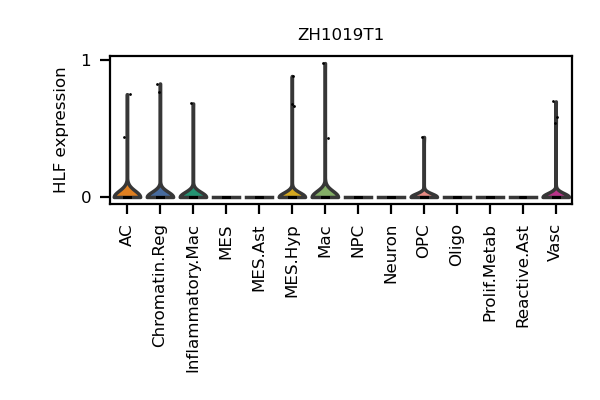 ZH1019T1
1
0
HLF expression
AC
Chromatin.Reg
Inflammatory.Mac
MES
MES.Ast
MES.Hyp
Mac
NPC
Neuron
OPC
Oligo
Prolif.Metab
Reactive.Ast
Vasc